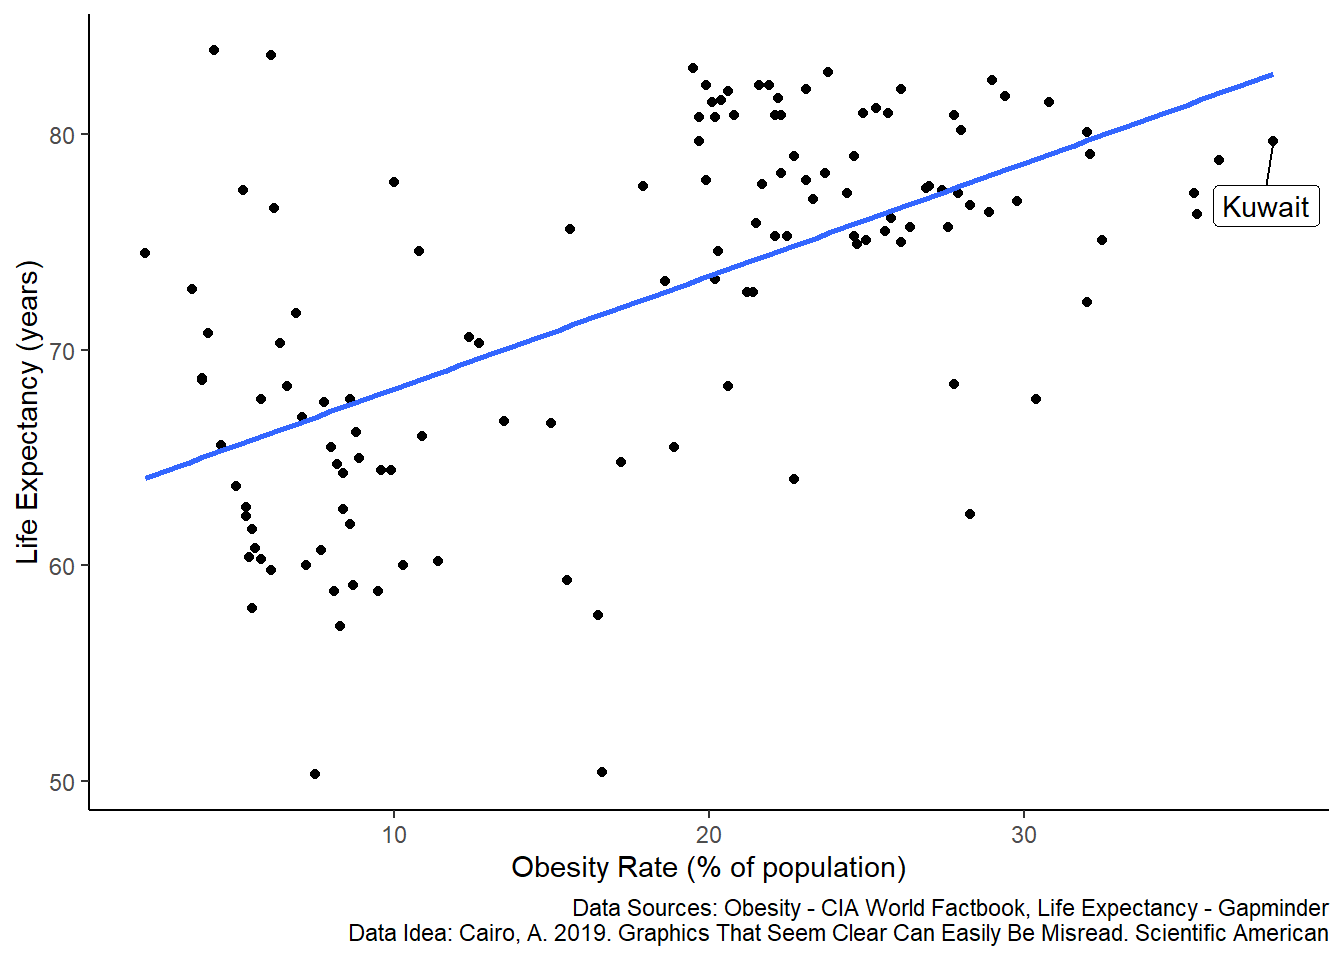 Life Expectancy (years)
80
70
60
50
Kuwait
10
20
30
Obesity Rate (% of population)
Data Sources: Obesity - CIA World Factbook, Life Expectancy - Gapminder
Data Idea: Cairo, A. 2019. Graphics That Seem Clear Can Easily Be Misread. Scientific American